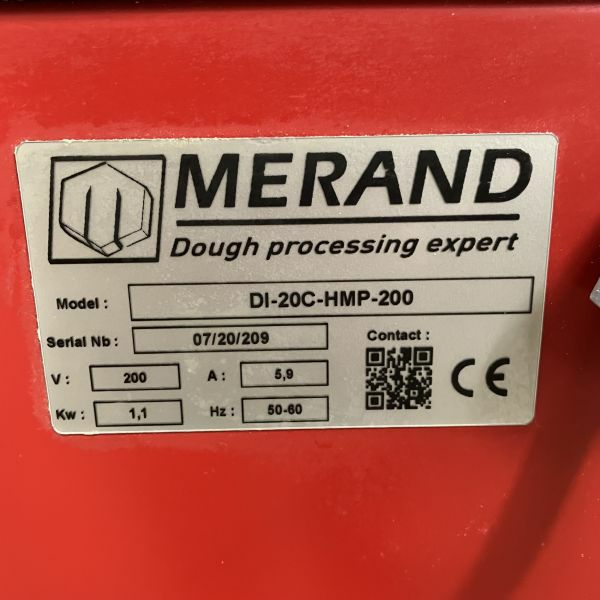 MERAND
Dough processing expert
Model : DI-20C-HMP-200
Serial Nb : 07/20/209
Contact :
V : 200 A : 5,9
Kw : 1,1 Hz : 50-60
CE